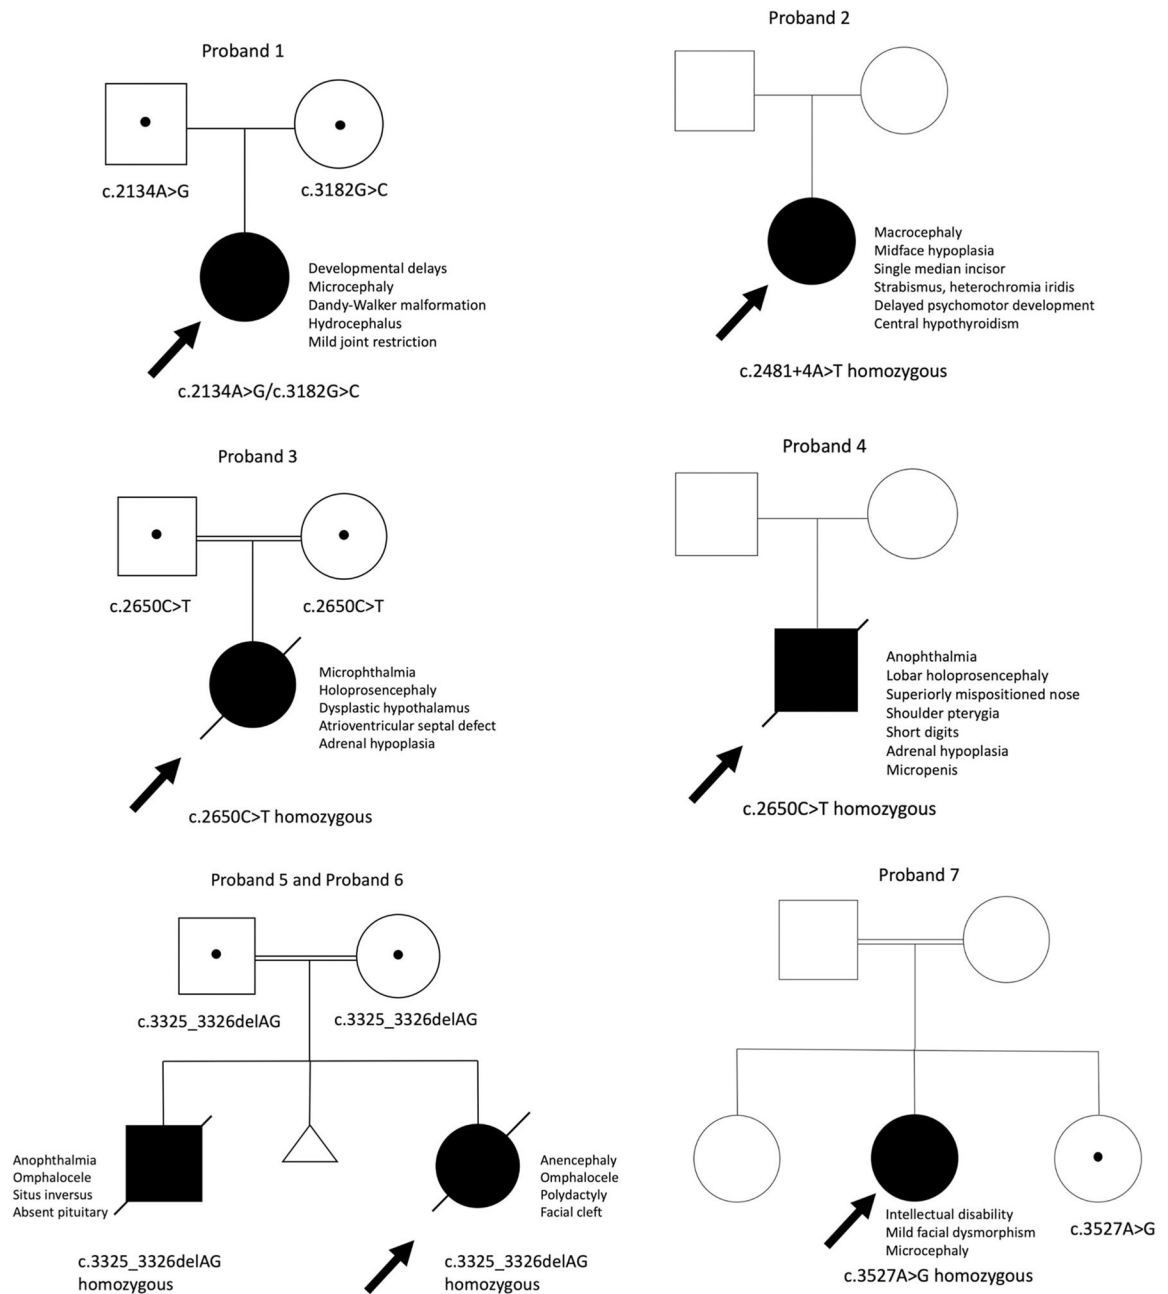 Proband 1
c.2134A>G
c.3182G>C
Developmental delays
Microcephaly
Dandy-Walker malformation
Hydrocephalus
Mild joint restriction
c.2134A>G/c.3182G>C
Proband 2
Macrocephaly
Midface hypoplasia
Single median incisor
Strabismus, heterochromia iridis
Delayed psychomotor development
Central hypothyroidism
c.2481+4A>T homozygous
Proband 3
c.2650C>T
c.2650C>T
Microphthalmia
Holoprosencephaly
Dysplastic hypothalamus
Atrioventricular septal defect
Adrenal hypoplasia
c.2650C>T homozygous
Proband 4
Anophthalmia
Lobar holoprosencephaly
Superiorly mispositioned nose
Shoulder pterygia
Short digits
Adrenal hypoplasia
Micropenis
c.2650C>T homozygous
Proband 5 and Proband 6
c.3325_3326delAG
c.3325_3326delAG
Anophthalmia
Omphalocele
Situs inversus
Absent pituitary
c.3325_3326delAG
homozygous
Anencephaly
Omphalocele
Polydactyly
Facial cleft
c.3325_3326delAG
homozygous
Proband 7
Intellectual disability
Mild facial dysmorphism
Microcephaly
c.3527A>G homozygous
c.3527A>G